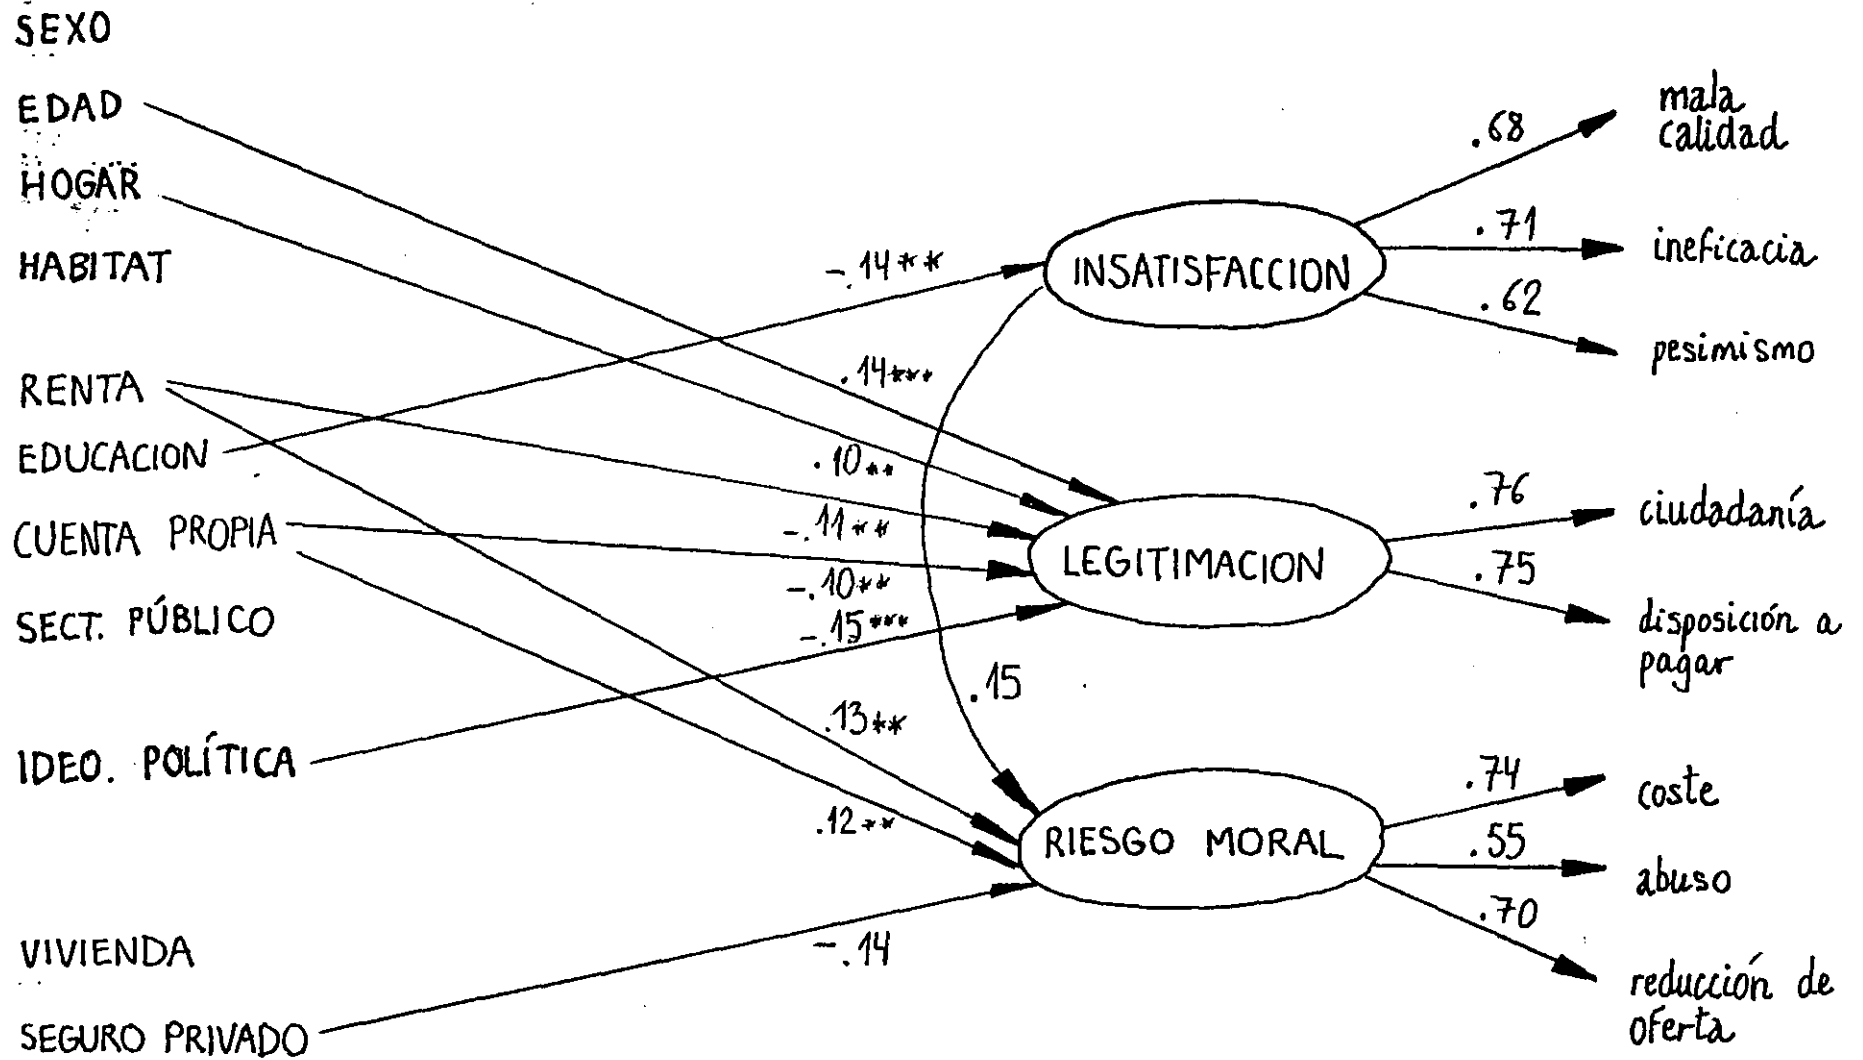 SEXO
EDAD
HOGAR
HABITAT
RENTA
EDUCACION
CUENTA PROPIA
SECT. PÚBLICO
IDEO. POLÍTICA
VIVIENDA
SEGURO PRIVADO
-.14**
.14***
.10**
-.11**
-.10**
-.15***
.15
.13**
.12**
-.14
INSATISFACCION
LEGITIMACION
RIESGO MORAL
.68
mala
calidad
.71
ineficacia
.62
pesimismo
.76
ciudadanía
.75
disposición a
pagar
.74
coste
.55
abuso
.70
reducción de
oferta